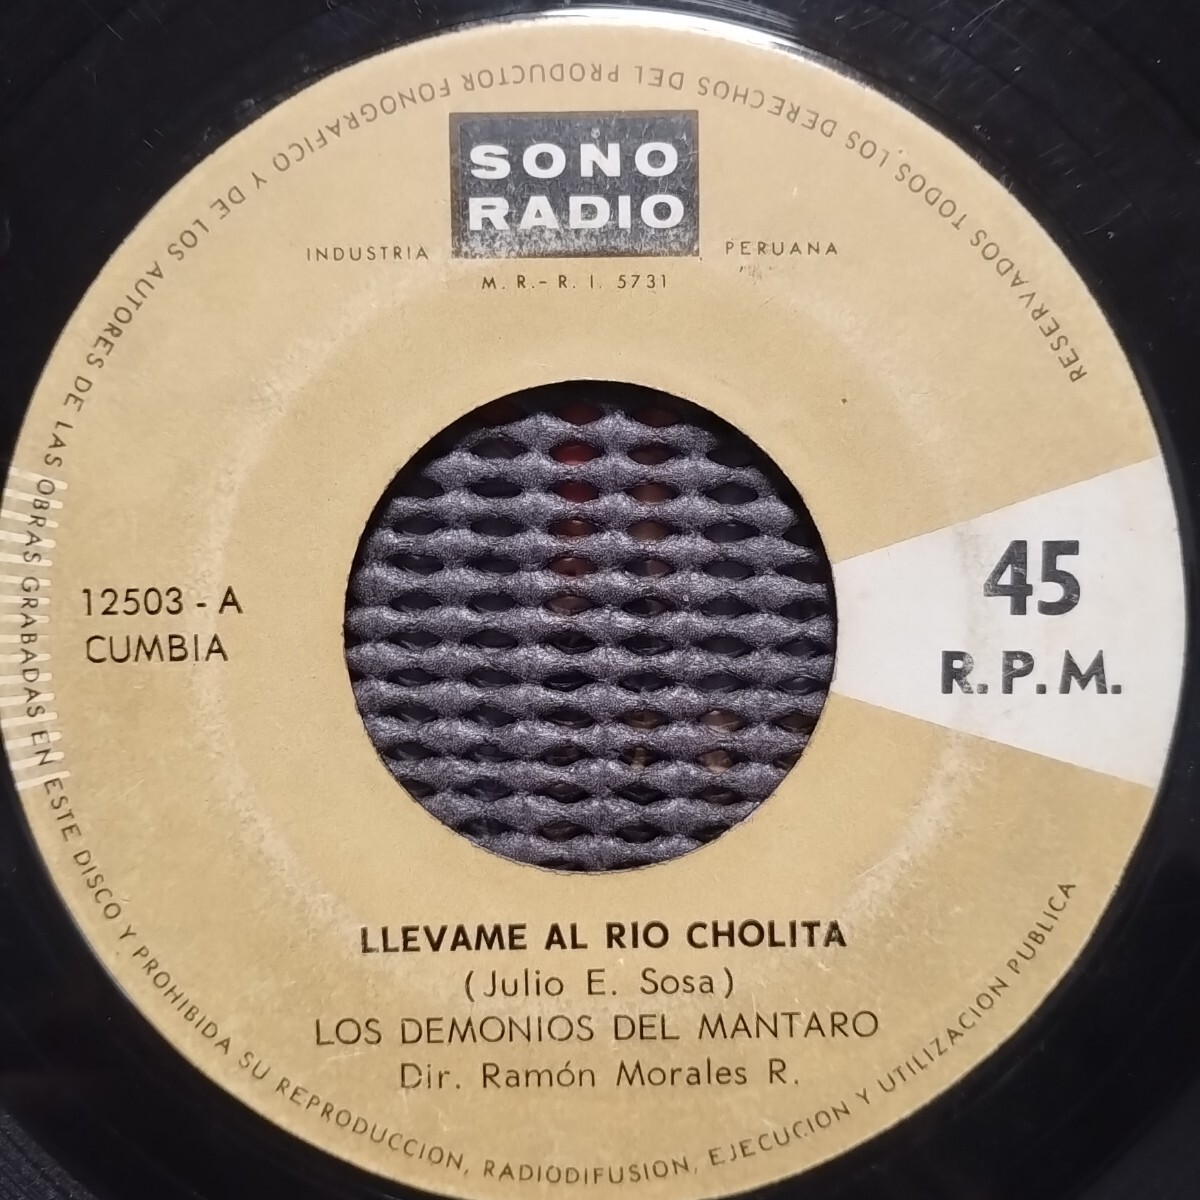 RESERVADOS TODOS LOS DERECHOS DEL PRODUCTOR FONOGRAFICO Y DE LOS AUTORES DE LAS OBRAS GRABADAS EN ESTE DISCO Y PROHIBIDA SU REPRODUCCION, RADIODIFUSION, EJECUCION Y UTILIZACION PUBLICA
SONO
RADIO
INDUSTRIA PERUANA
M. R. - R. I. 5731
45
R. P. M.
12503 - A
CUMBIA
LLEVAME AL RIO CHOLITA
(Julio E. Sosa)
LOS DEMONIOS DEL MANTARO
Dir. Ramón Morales R.